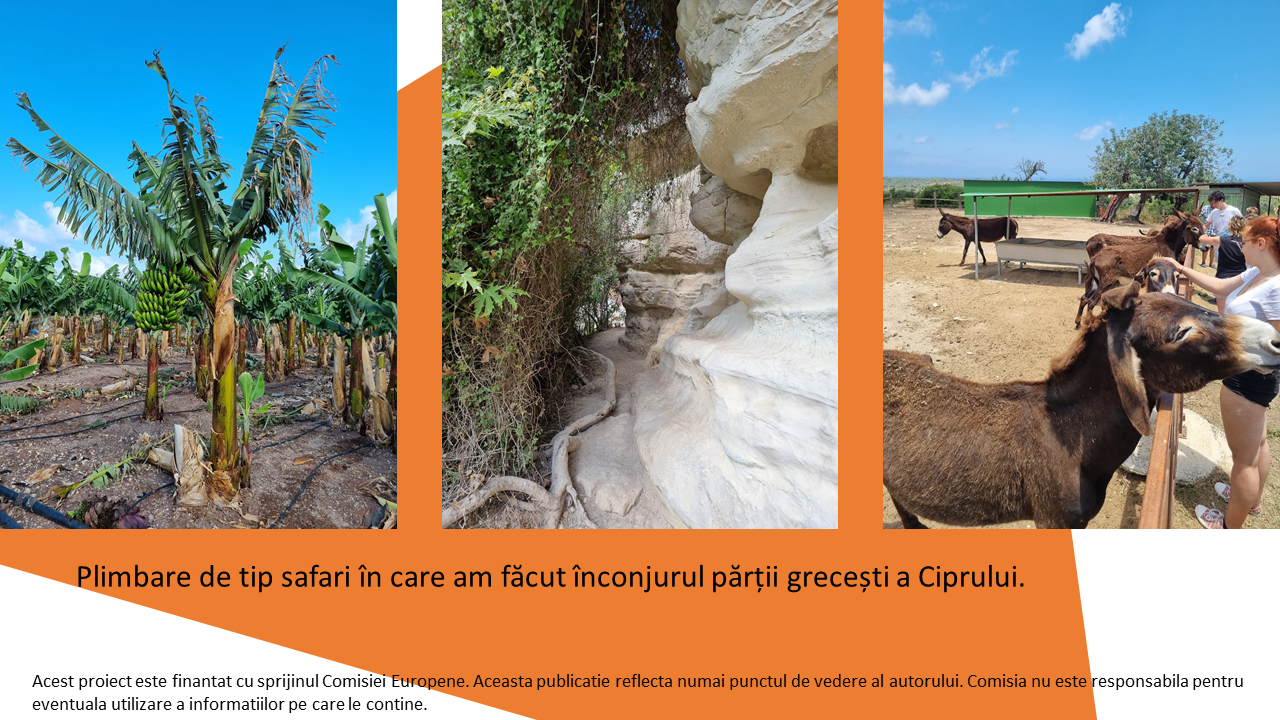 Plimbare de tip safari în care am făcut înconjurul părții grecești a Ciprului.
Acest proiect este finantat cu sprijinul Comisiei Europene. Aceasta publicatie reflecta numai punctul de vedere al autorului. Comisia nu este responsabila pentru
eventuala utilizare a informatiilor pe care le contine.